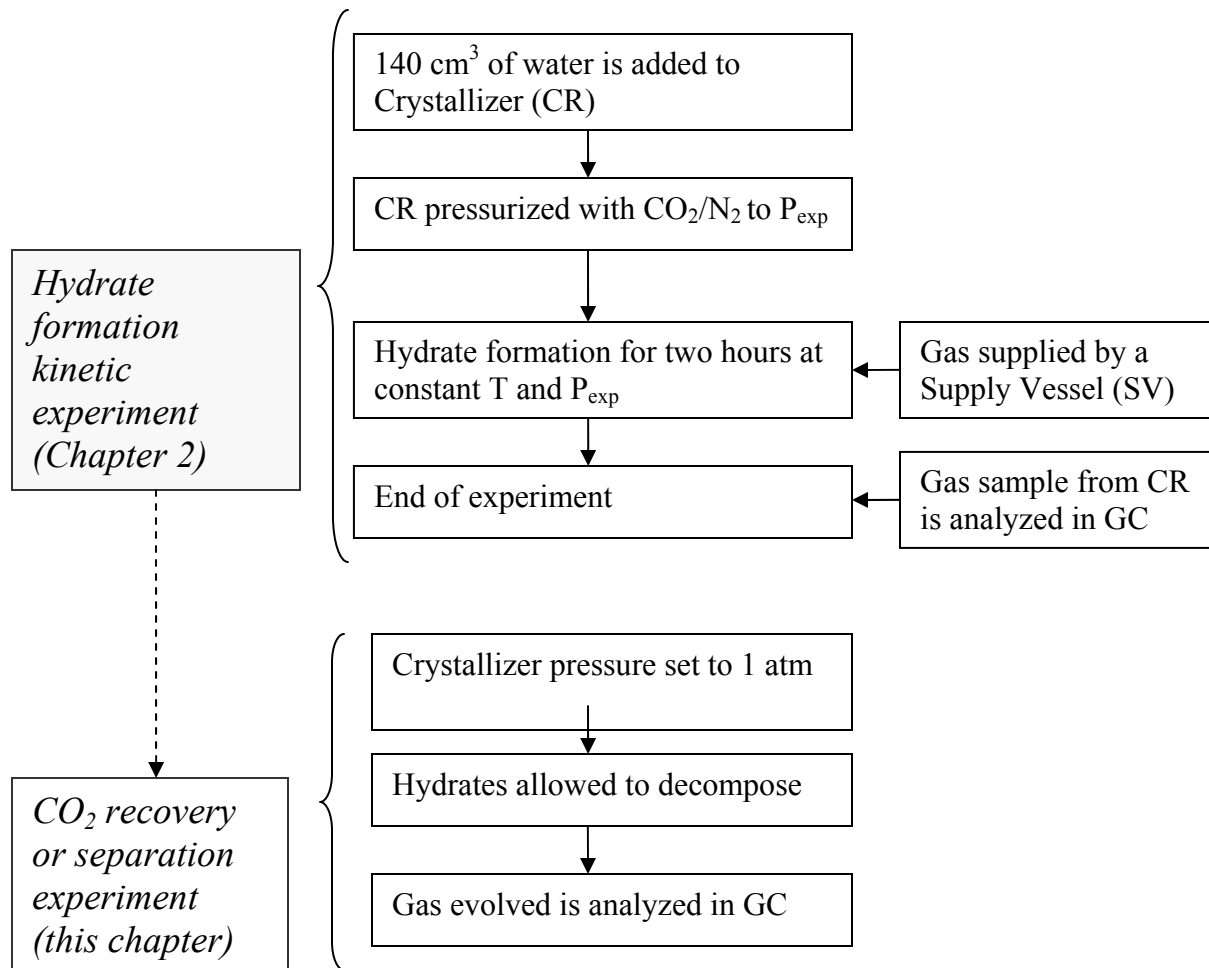 140 cm³ of water is added to
Crystallizer (CR)
CR pressurized with CO₂/N₂ to Pₑₓₚ
Hydrate
formation
kinetic
experiment
(Chapter 2)
Hydrate formation for two hours at
constant T and Pₑₓₚ
Gas supplied by a
Supply Vessel (SV)
End of experiment
Gas sample from CR
is analyzed in GC
Crystallizer pressure set to 1 atm
Hydrates allowed to decompose
CO₂ recovery
or separation
experiment
(this chapter)
Gas evolved is analyzed in GC